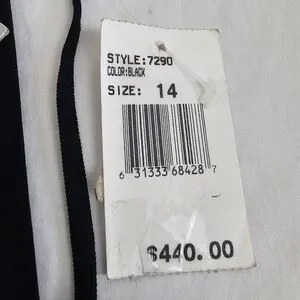 STYLE:7290
COLOR:BLACK
SIZE: 14
6 31333 68428 7
$440.00